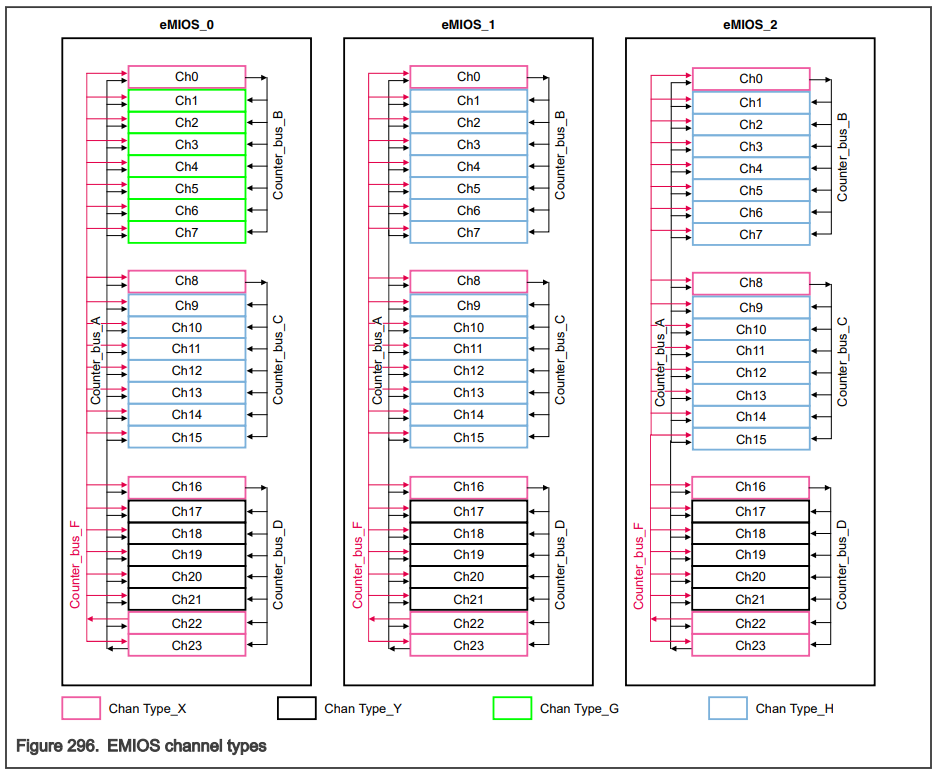 eMIOS_0
Ch0
Ch1
Ch2
Ch3
Ch4
Ch5
Ch6
Ch7
Counter_bus_B
Ch8
Ch9
Ch10
Ch11
Ch12
Ch13
Ch14
Ch15
Counter_bus_A
Counter_bus_C
Ch16
Ch17
Ch18
Ch19
Ch20
Ch21
Ch22
Ch23
Counter_bus_F
Counter_bus_D
eMIOS_1
Ch0
Ch1
Ch2
Ch3
Ch4
Ch5
Ch6
Ch7
Counter_bus_B
Ch8
Ch9
Ch10
Ch11
Ch12
Ch13
Ch14
Ch15
Counter_bus_A
Counter_bus_C
Ch16
Ch17
Ch18
Ch19
Ch20
Ch21
Ch22
Ch23
Counter_bus_F
Counter_bus_D
eMIOS_2
Ch0
Ch1
Ch2
Ch3
Ch4
Ch5
Ch6
Ch7
Counter_bus_B
Ch8
Ch9
Ch10
Ch11
Ch12
Ch13
Ch14
Ch15
Counter_bus_A
Counter_bus_C
Ch16
Ch17
Ch18
Ch19
Ch20
Ch21
Ch22
Ch23
Counter_bus_F
Counter_bus_D
Chan Type_X
Chan Type_Y
Chan Type_G
Chan Type_H
Figure 296. EMIOS channel types